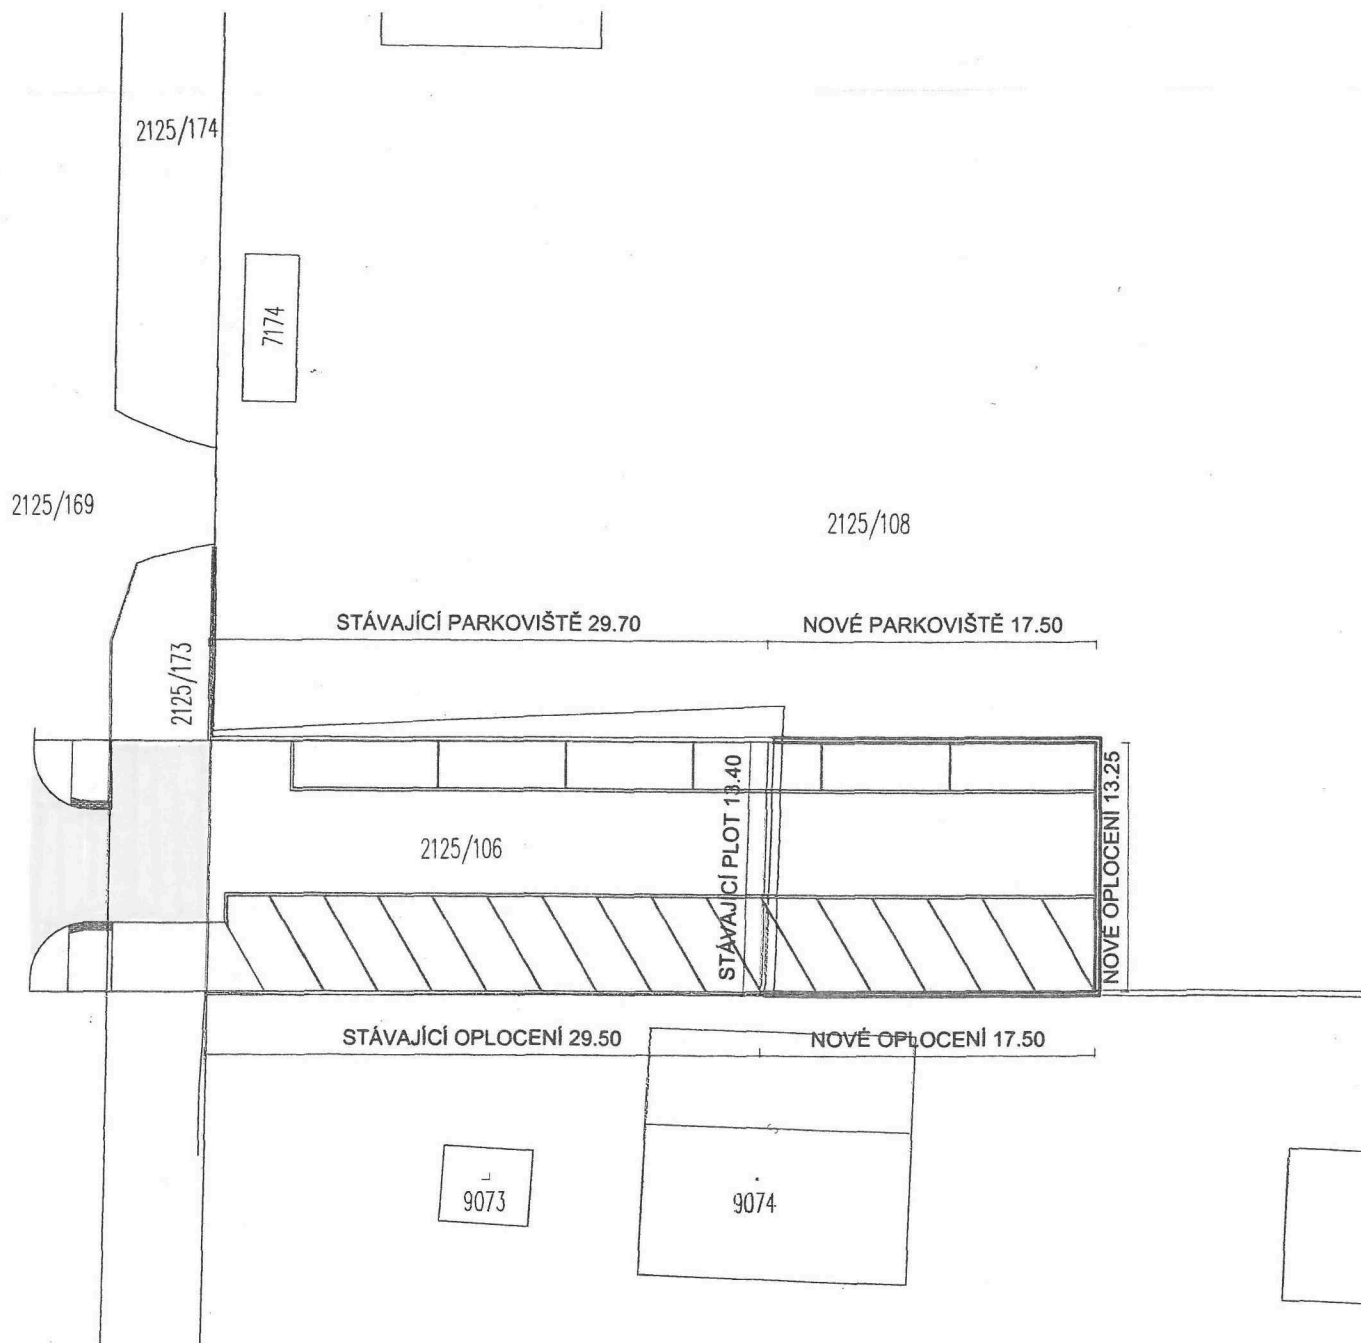 2125/174
7174
2125/169
2125/108
STÁVAJÍCÍ PARKOVIŠTĚ 29.70
NOVÉ PARKOVIŠTĚ 17.50
2125/173
STÁVAJÍCÍ PLOT 13.40
NOVÉ OPLOCENÍ 13.25
2125/106
STÁVAJÍCÍ OPLOCENÍ 29.50
NOVÉ OPLOCENÍ 17.50
9073
9074